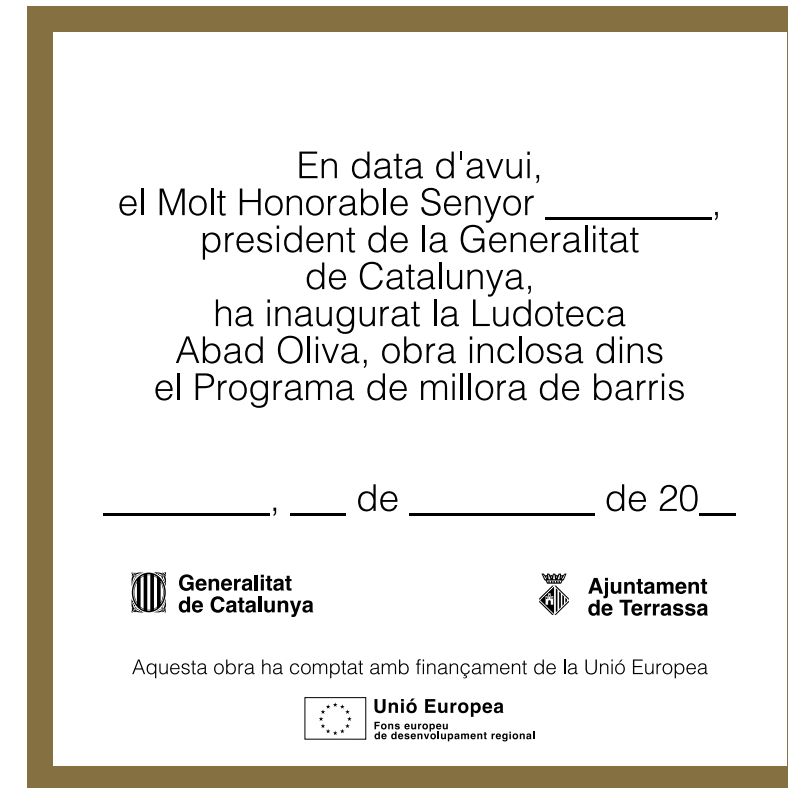 En data d'avui,
el Molt Honorable Senyor _________,
president de la Generalitat
de Catalunya,
ha inaugurat la Ludoteca
Abad Oliva, obra inclosa dins
el Programa de millora de barris
_________, ___ de __________ de 20__
Generalitat
de Catalunya
Ajuntament
de Terrassa
Aquesta obra ha comptat amb finançament de la Unió Europea
Unió Europea
Fons europeu
de desenvolupament regional